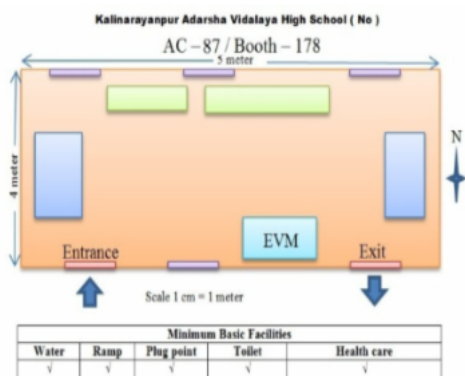 Kalinarayanpur Adarsha Vidalaya High School ( No )
AC – 87 / Booth – 178
5 meter
4 meter
N
EVM
Entrance
Exit
Scale 1 cm = 1 meter
Minimum Basic Facilities
Water Ramp Plug point Toilet Health care
√ √ √ √ √